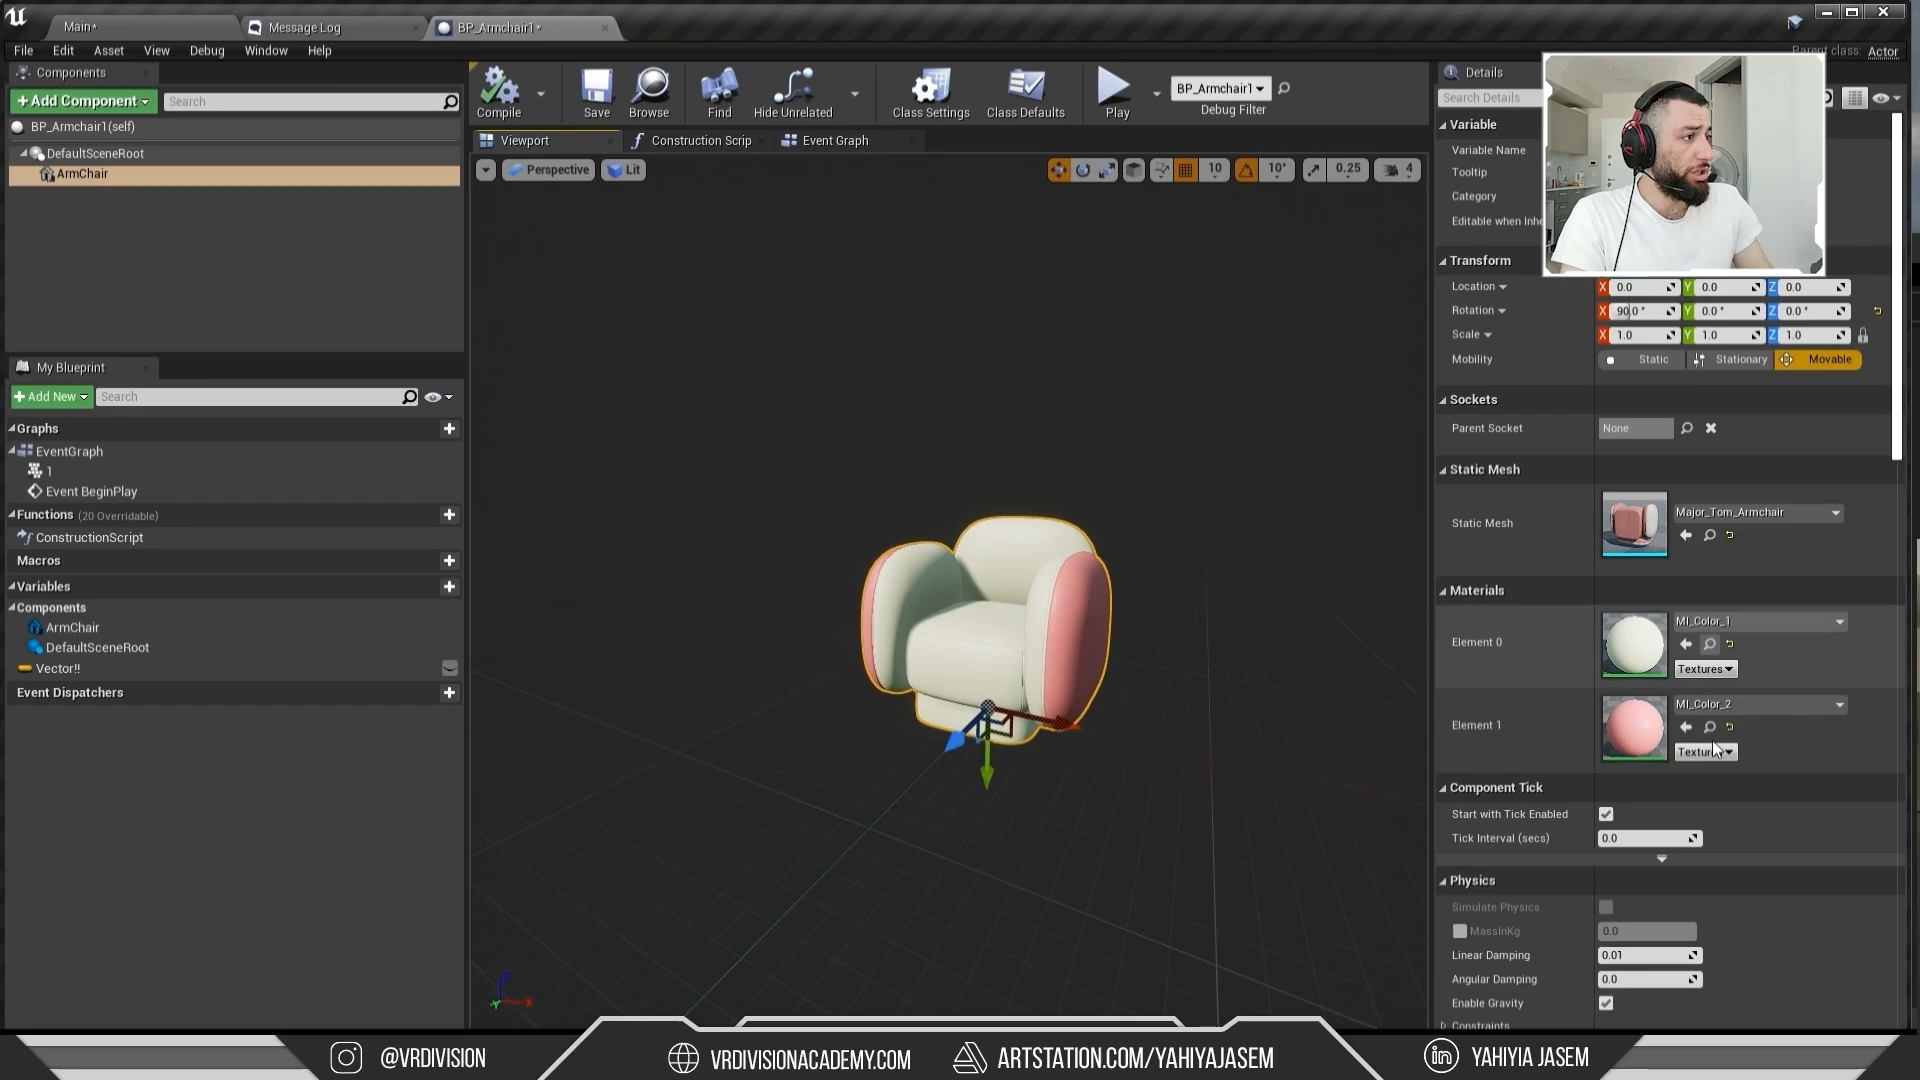 Main*
Message Log
BP_Armchair1*
File Edit Asset View Debug Window Help
Parent class: Actor
Components
+Add Component
Search
BP_Armchair1(self)
DefaultSceneRoot
ArmChair
Compile
Save
Browse
Find
Hide Unrelated
Class Settings
Class Defaults
Play
BP_Armchair1
Debug Filter
Viewport
Construction Scrip
Event Graph
Perspective
Lit
10
10°
0.25
4
My Blueprint
+Add New
Search
Graphs
EventGraph
1
Event BeginPlay
Functions (20 Overridable)
ConstructionScript
Macros
Variables
Components
ArmChair
DefaultSceneRoot
Vector!!
Event Dispatchers
Details
Search Details
Variable
Variable Name
Tooltip
Category
Editable when Inhe
Transform
Location X 0.0 Y 0.0 Z 0.0
Rotation X 90.0 ° Y 0.0 ° Z 0.0 °
Scale X 1.0 Y 1.0 Z 1.0
Mobility Static Stationary Movable
Sockets
Parent Socket None
Static Mesh
Static Mesh Major_Tom_Armchair
Materials
Element 0 MI_Color_1
Textures
Element 1 MI_Color_2
Component Tick
Start with Tick Enabled
Tick Interval (secs) 0.0
Physics
Simulate Physics
MassInKg 0.0
Linear Damping 0.01
Angular Damping 0.0
Enable Gravity
Constraints
Z
X
Y
@VRDIVISION
VRDIVISIONACADEMY.COM
ARTSTATION.COM/YAHIYAJASEM
in YAHIYIA JASEM